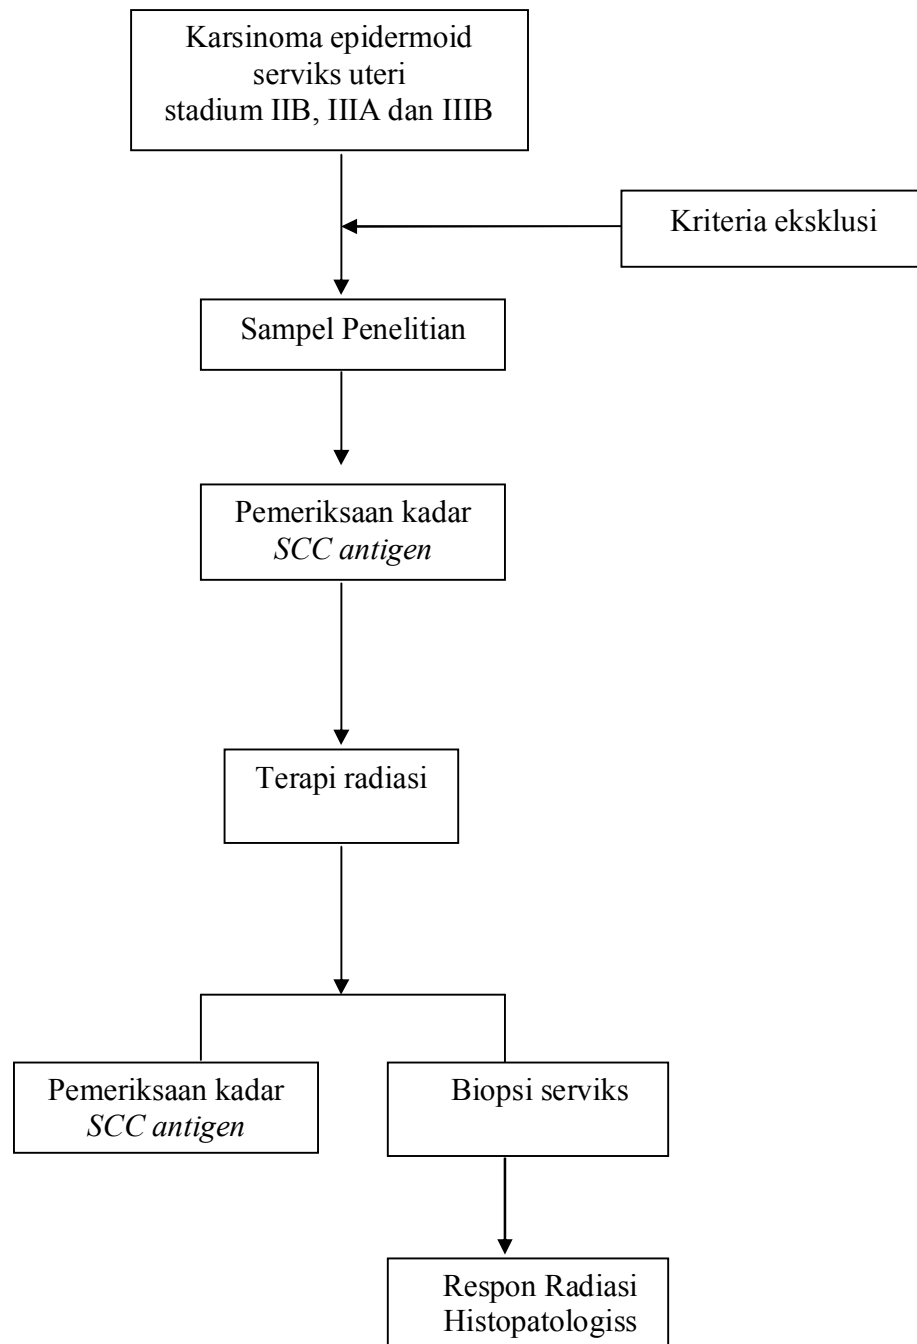 Karsinoma epidermoid
serviks uteri
stadium IIB, IIIA dan IIIB
Kriteria eksklusi
Sampel Penelitian
Pemeriksaan kadar
SCC antigen
Terapi radiasi
Pemeriksaan kadar
SCC antigen
Biopsi serviks
Respon Radiasi
Histopatologiss